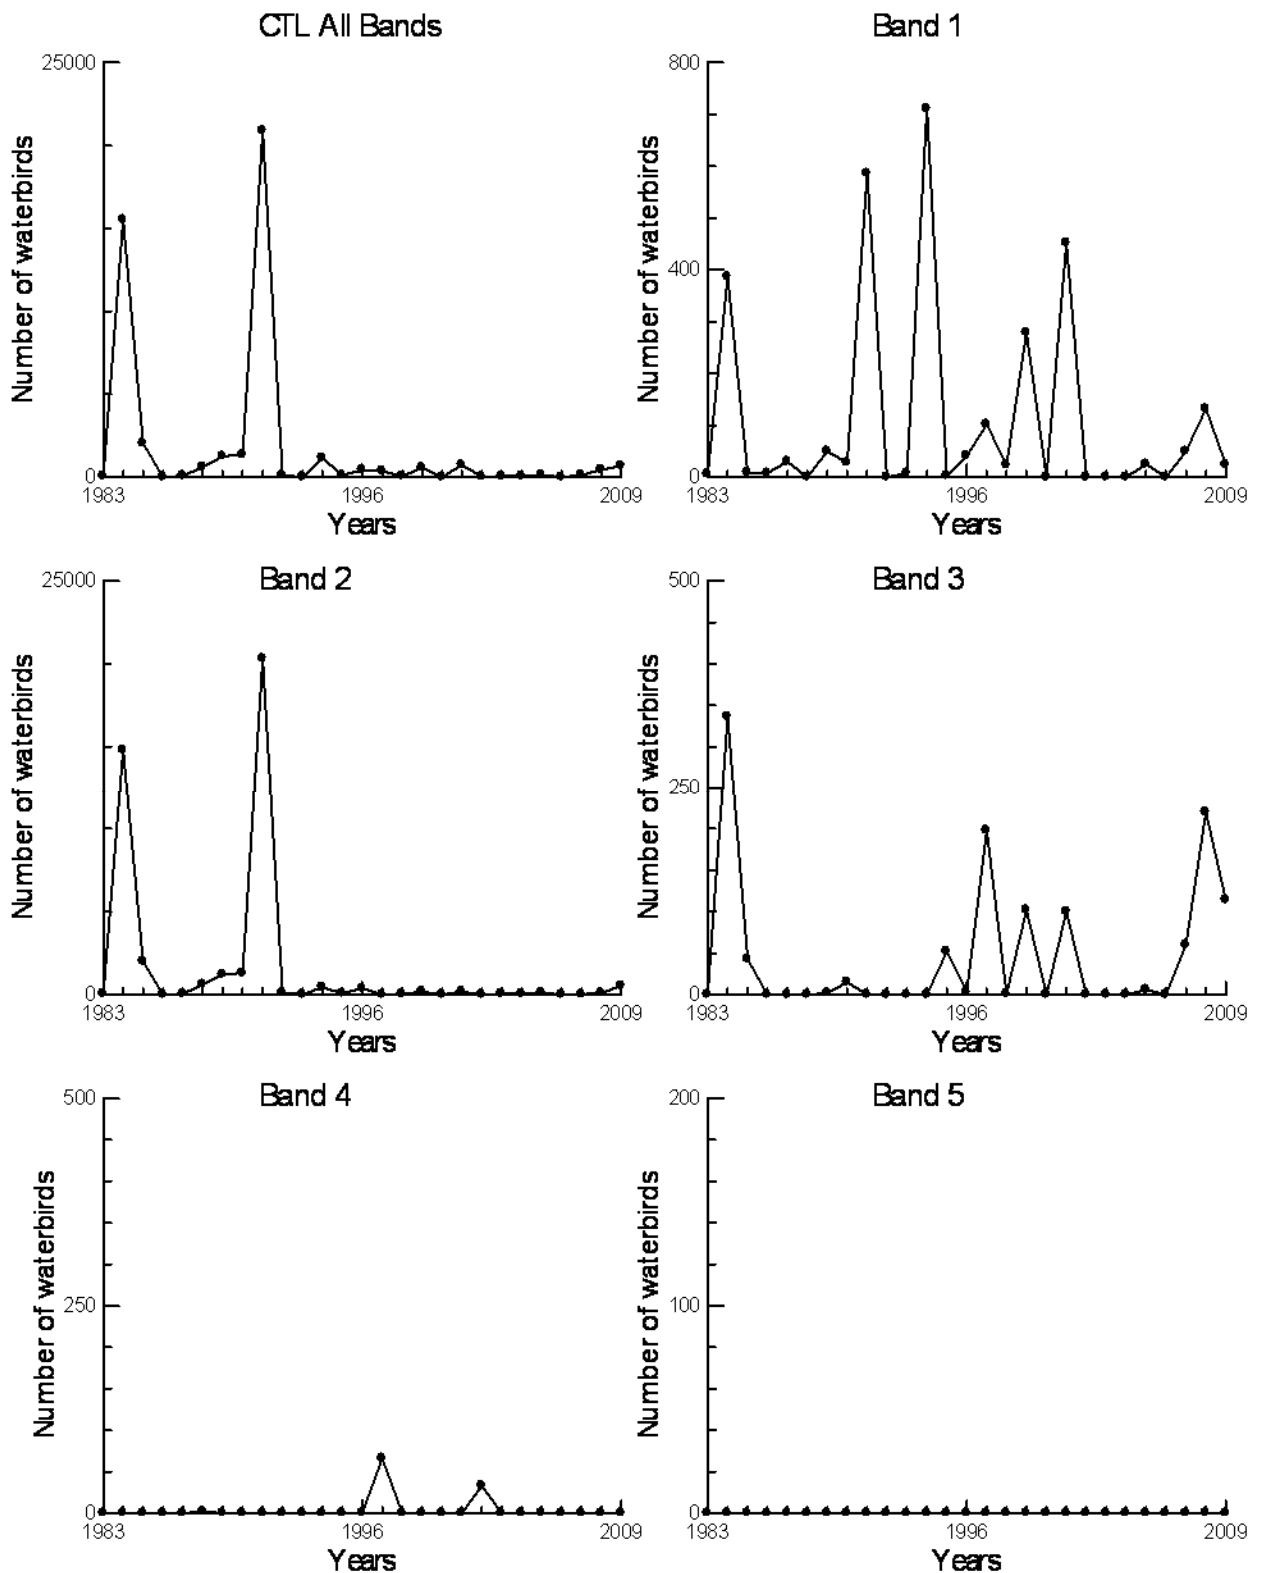 CTL All Bands
25000
Number of waterbirds
0
1983 1996 2009
Years
Band 1
800
400
Number of waterbirds
0
1983 1996 2009
Years
Band 2
25000
Number of waterbirds
0
1983 1996 2009
Years
Band 3
500
250
Number of waterbirds
0
1983 1996 2009
Years
Band 4
500
250
Number of waterbirds
0
1983 1996 2009
Years
Band 5
200
100
Number of waterbirds
0
1983 1996 2009
Years